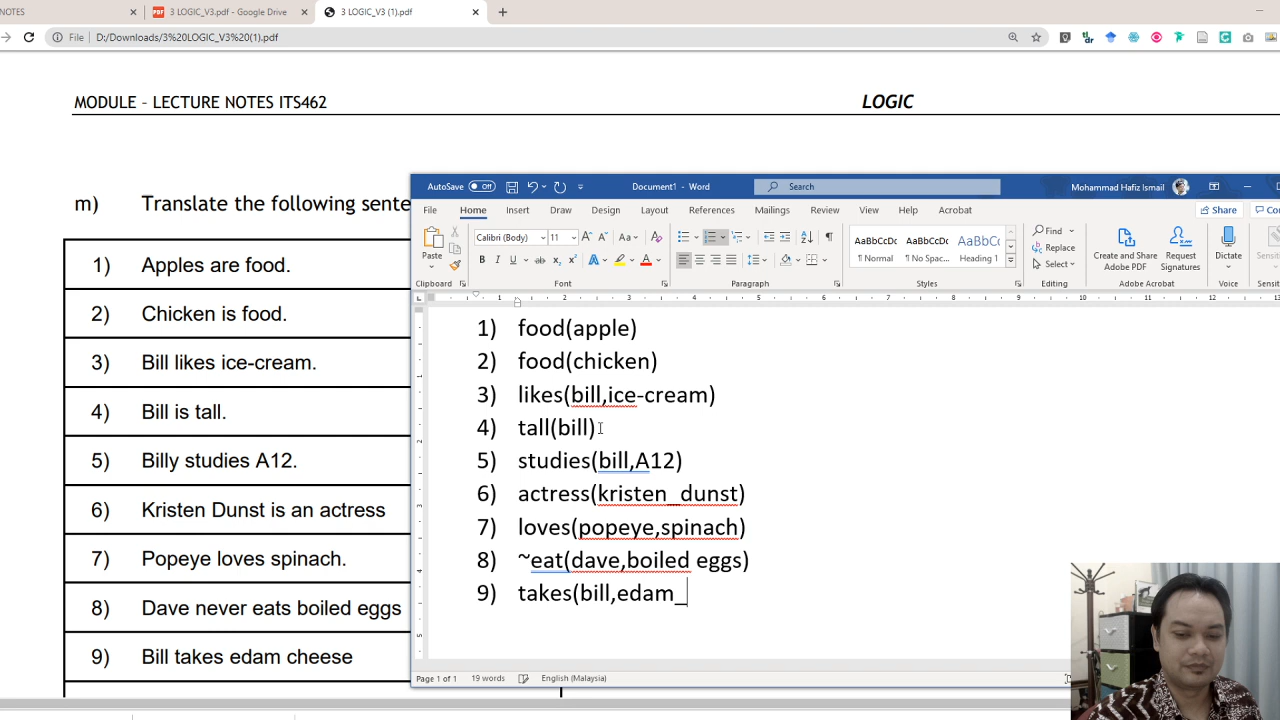 NOTES
3 LOGIC_V3.pdf - Google Drive
3 LOGIC_V3 (1).pdf
File
D:/Downloads/3%20LOGIC_V3%20(1).pdf
MODULE – LECTURE NOTES ITS462
LOGIC
m) Translate the following sente
1) Apples are food.
2) Chicken is food.
3) Bill likes ice-cream.
4) Bill is tall.
5) Billy studies A12.
6) Kristen Dunst is an actress
7) Popeye loves spinach.
8) Dave never eats boiled eggs
9) Bill takes edam cheese
AutoSave Off
Document1 - Word
Search
Mohammad Hafiz Ismail
File Home Insert Draw Design Layout References Mailings Review View Help Acrobat
Share
Co
Paste
Calibri (Body) 11
AaBbCcDc AaBbCcDc AaBbCc
¶ Normal ¶ No Spac... Heading 1
Find
Replace
Select
Create and Share Adobe PDF
Request Signatures
Dictate
Sensit
Clipboard Font Paragraph Styles Editing Adobe Acrobat Voice Sensit
1) food(apple)
2) food(chicken)
3) likes(bill,ice-cream)
4) tall(bill)
5) studies(bill,A12)
6) actress(kristen_dunst)
7) loves(popeye,spinach)
8) ~eat(dave,boiled eggs)
9) takes(bill,edam_
Page 1 of 1 19 words English (Malaysia)